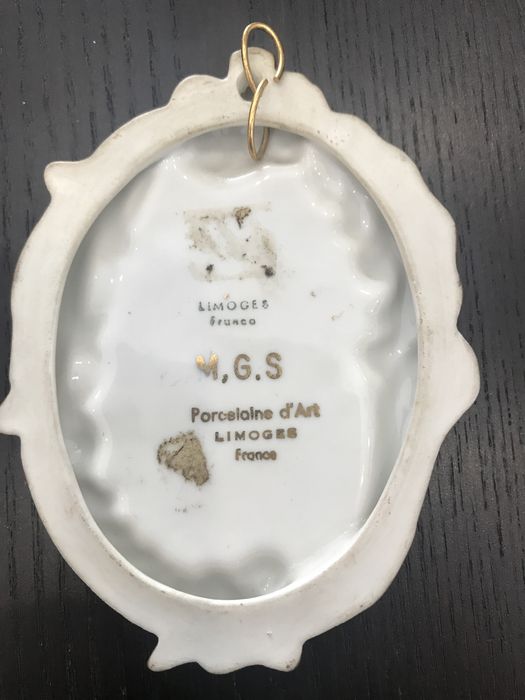 LIMOGES
France
M,G.S
Porcelaine d'Art
LIMOGES
France